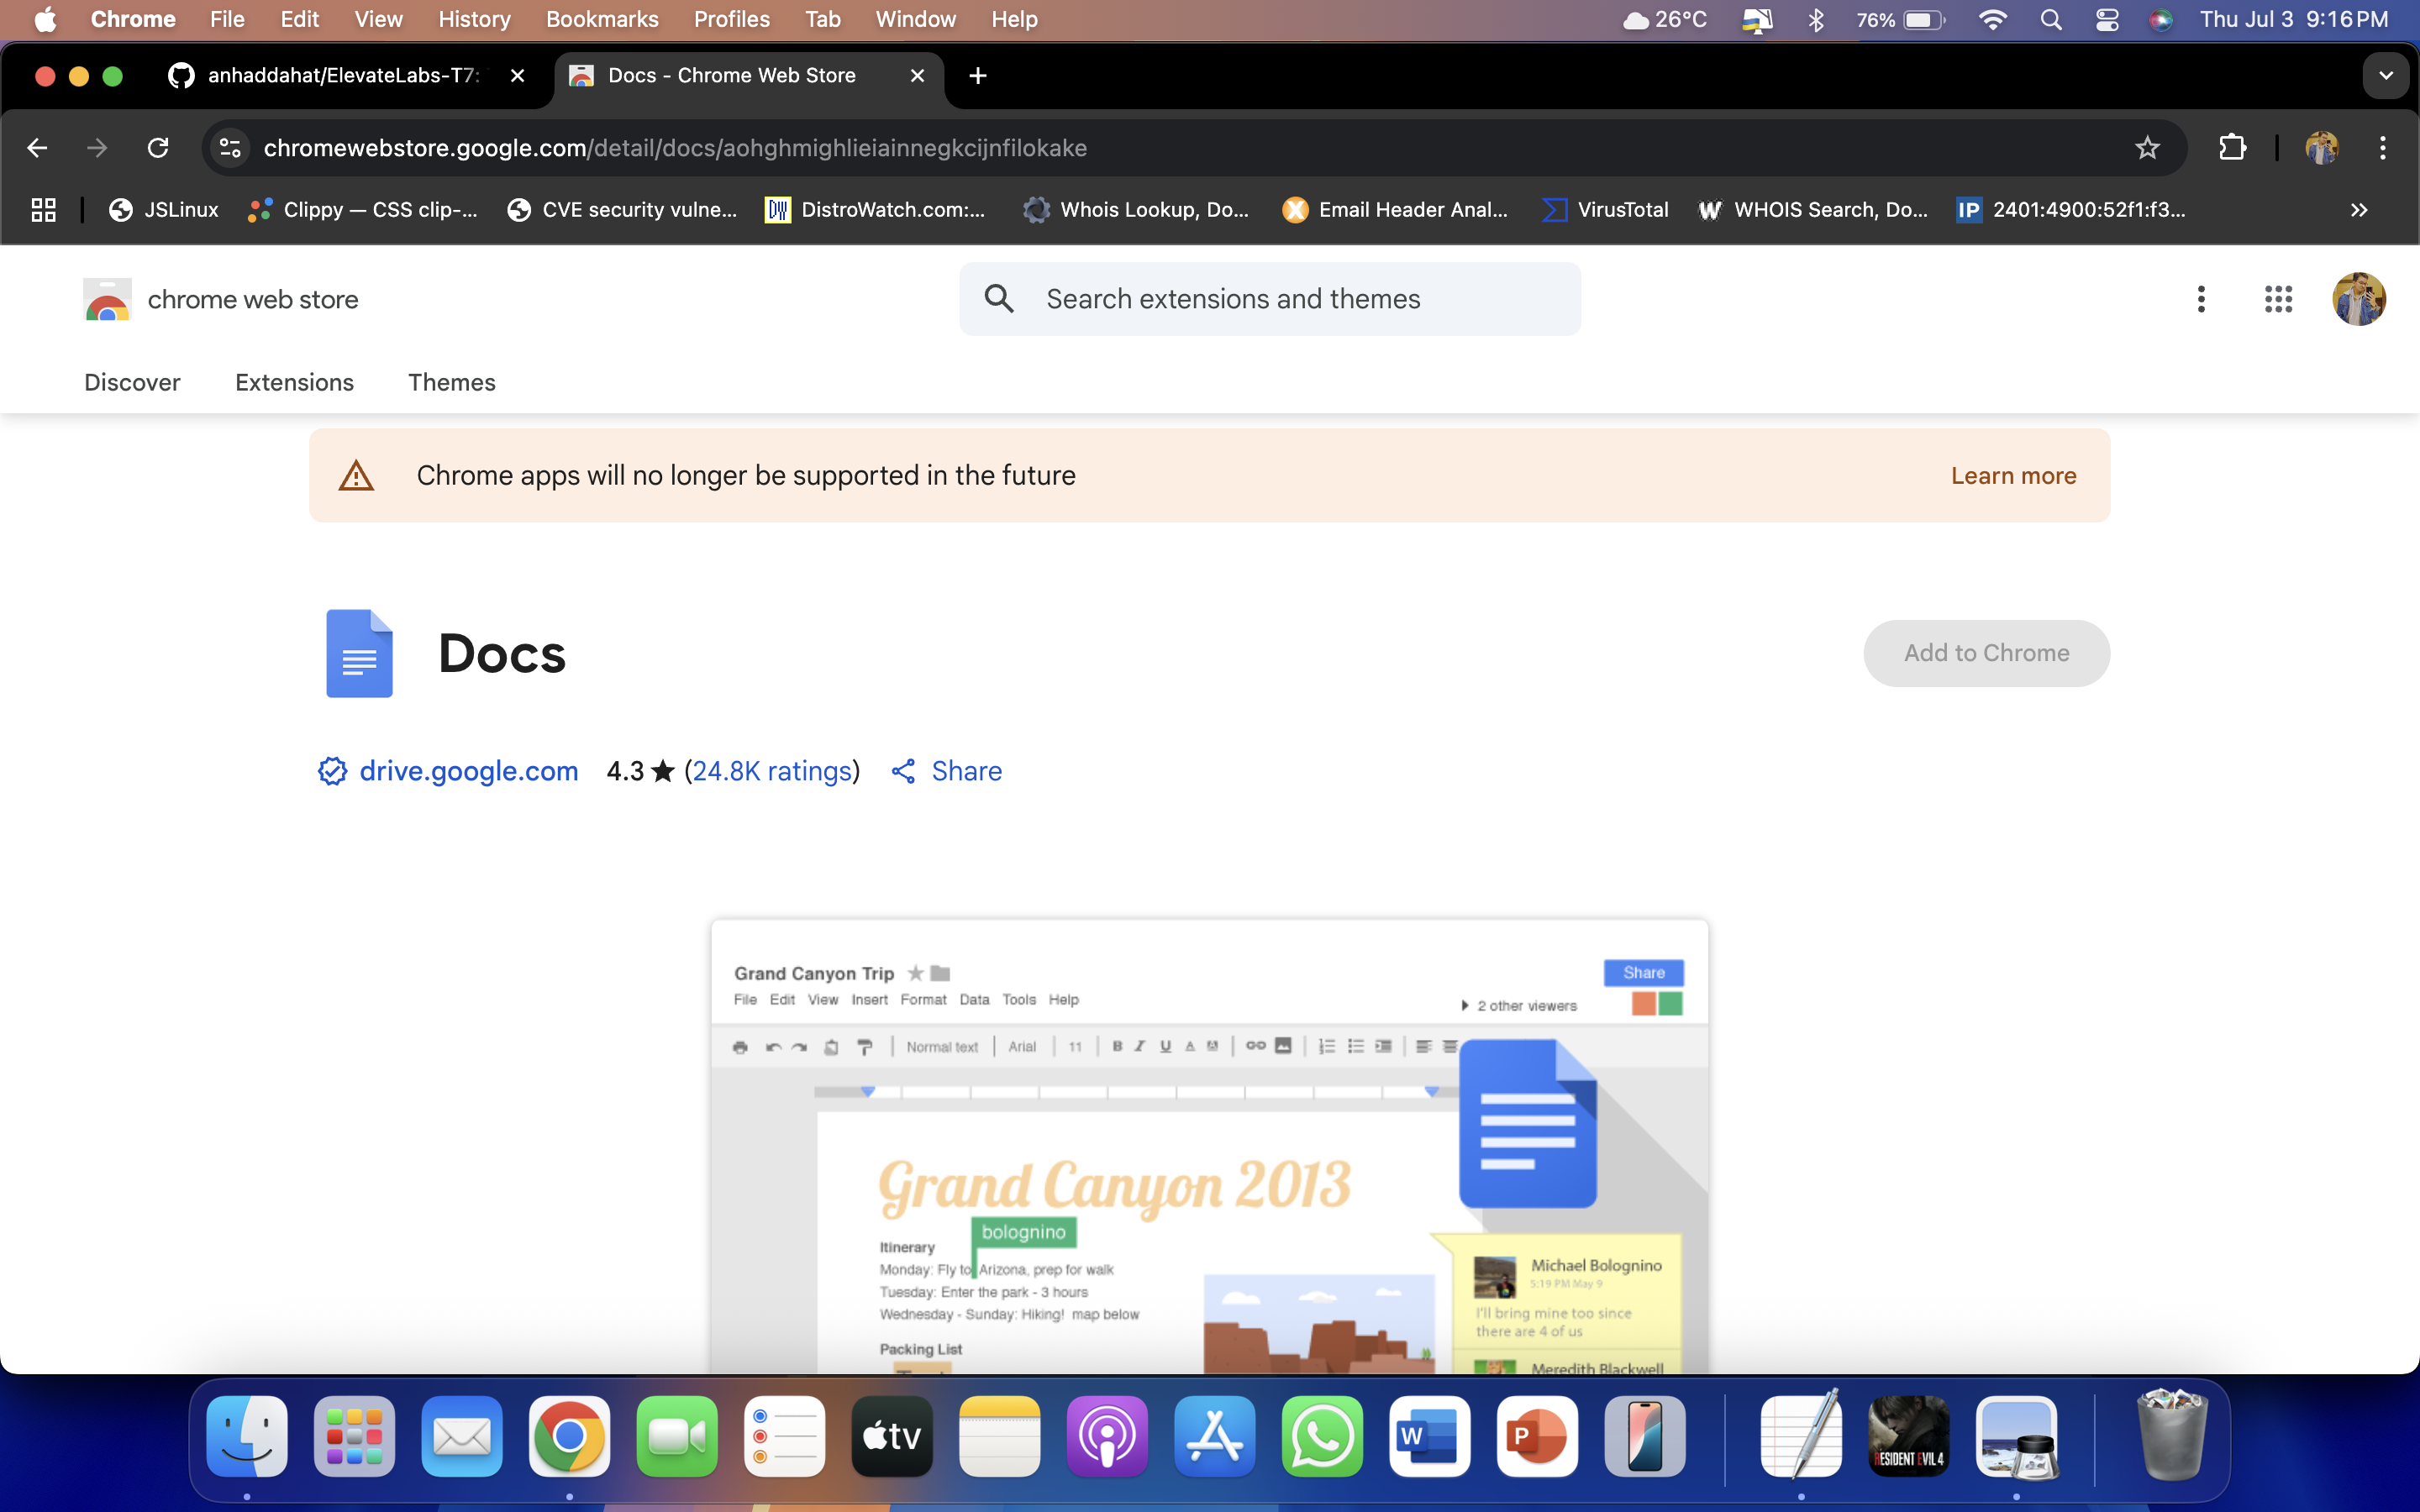 Chrome File Edit View History Bookmarks Profiles Tab Window Help 26°C 76% Thu Jul 3 9:16 PM
anhaddahat/ElevateLabs-T7: Docs - Chrome Web Store
chromewebstore.google.com/detail/docs/aohghmighlieiainnegkcijnfilokake
JSLinux Clippy — CSS clip-... CVE security vulne... DW DistroWatch.com:... Whois Lookup, Do... Email Header Anal... VirusTotal W WHOIS Search, Do... IP 2401:4900:52f1:f3...
chrome web store Search extensions and themes
Discover Extensions Themes
Chrome apps will no longer be supported in the future Learn more
Docs Add to Chrome
drive.google.com 4.3 (24.8K ratings) Share
Grand Canyon Trip Share
File Edit View Insert Format Data Tools Help 2 other viewers
Normal text Arial 11 B I U A
Grand Canyon 2013
bolognino
Itinerary
Monday: Fly to Arizona, prep for walk
Tuesday: Enter the park - 3 hours
Wednesday - Sunday: Hiking! map below
Packing List
Michael Bolognino
5:19 PM May 9
I'll bring mine too since
there are 4 of us
Meredith Blackwell
tv W P RESIDENT EVIL 4